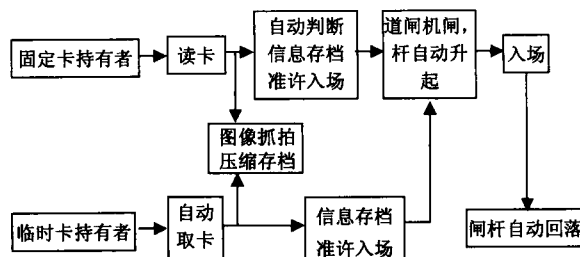 固定卡持有者
读卡
自动判断
信息存档
准许入场
道闸机闸，
杆自动升
起
入场
图像抓拍
压缩存档
临时卡持有者
自动
取卡
信息存档
准许入场
闸杆自动回落